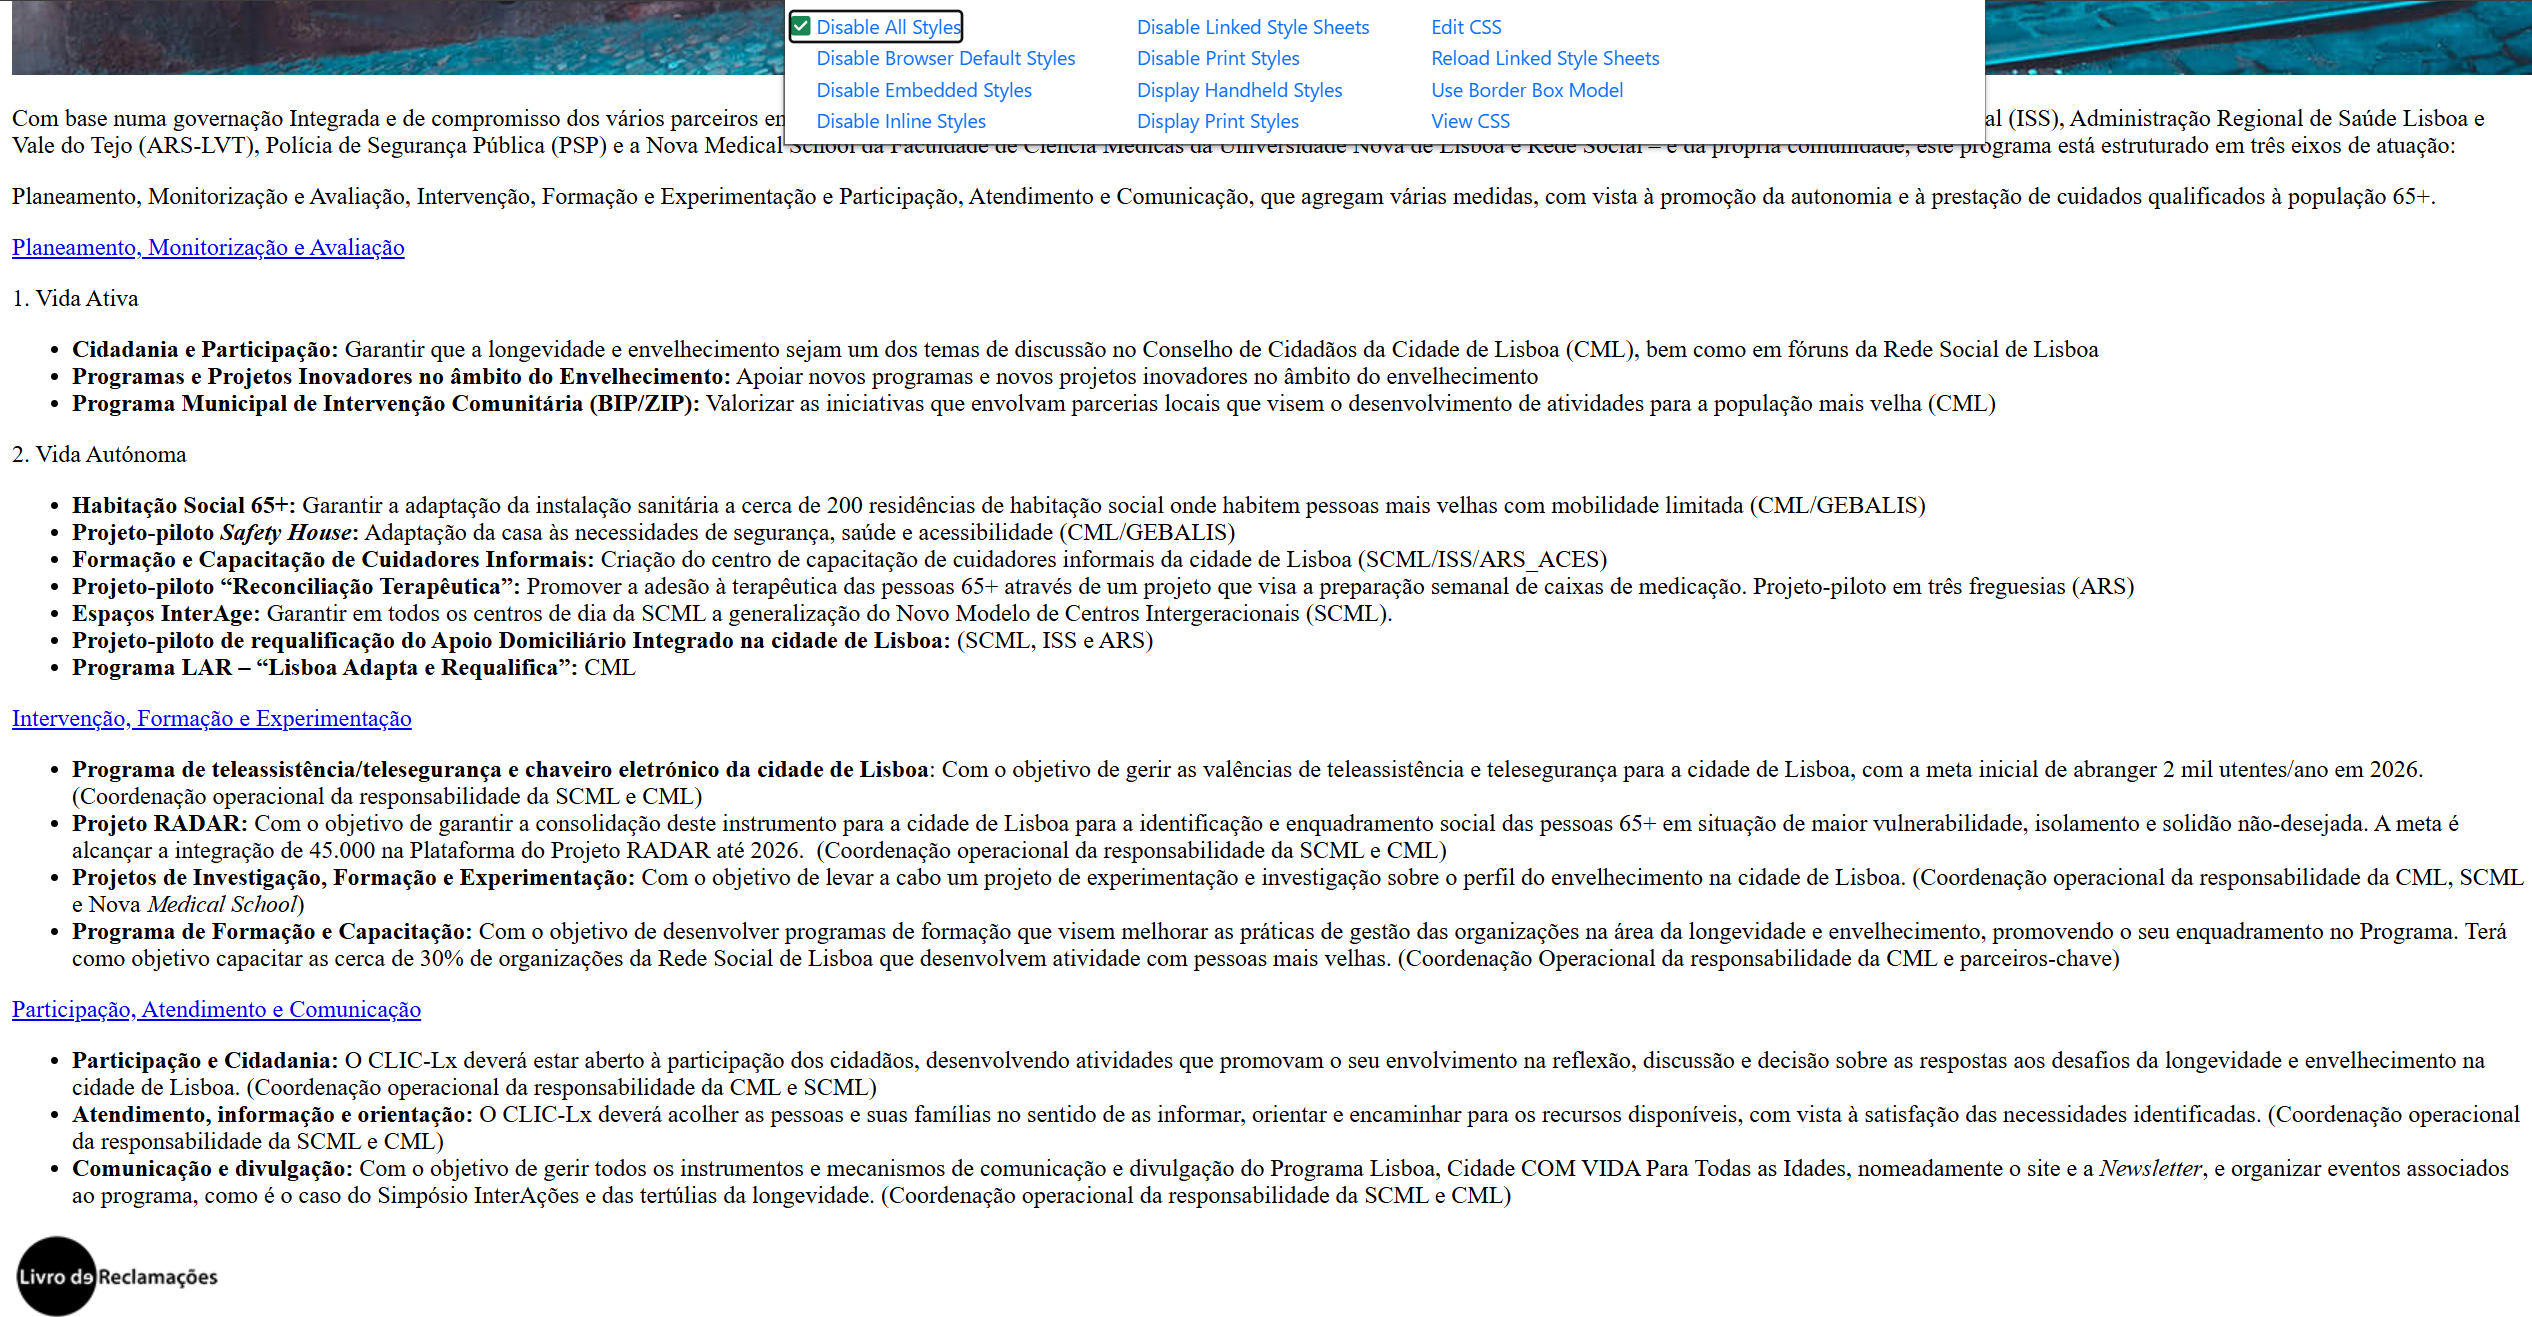 Disable All Styles
Disable Browser Default Styles
Disable Embedded Styles
Disable Inline Styles
Disable Linked Style Sheets
Disable Print Styles
Display Handheld Styles
Display Print Styles
Edit CSS
Reload Linked Style Sheets
Use Border Box Model
View CSS
Com base numa governação Integrada e de compromisso dos vários parceiros al (ISS), Administração Regional de Saúde Lisboa e
Vale do Tejo (ARS-LVT), Polícia de Segurança Pública (PSP) e a Nova Medical School da Faculdade de Ciência Médicas da Universidade Nova de Lisboa e Rede Social – e da própria comunidade, este programa está estruturado em três eixos de atuação:
Planeamento, Monitorização e Avaliação, Intervenção, Formação e Experimentação e Participação, Atendimento e Comunicação, que agregam várias medidas, com vista à promoção da autonomia e à prestação de cuidados qualificados à população 65+.
Planeamento, Monitorização e Avaliação
1. Vida Ativa
• Cidadania e Participação: Garantir que a longevidade e envelhecimento sejam um dos temas de discussão no Conselho de Cidadãos da Cidade de Lisboa (CML), bem como em fóruns da Rede Social de Lisboa
• Programas e Projetos Inovadores no âmbito do Envelhecimento: Apoiar novos programas e novos projetos inovadores no âmbito do envelhecimento
• Programa Municipal de Intervenção Comunitária (BIP/ZIP): Valorizar as iniciativas que envolvam parcerias locais que visem o desenvolvimento de atividades para a população mais velha (CML)
2. Vida Autónoma
• Habitação Social 65+: Garantir a adaptação da instalação sanitária a cerca de 200 residências de habitação social onde habitem pessoas mais velhas com mobilidade limitada (CML/GEBALIS)
• Projeto-piloto Safety House: Adaptação da casa às necessidades de segurança, saúde e acessibilidade (CML/GEBALIS)
• Formação e Capacitação de Cuidadores Informais: Criação do centro de capacitação de cuidadores informais da cidade de Lisboa (SCML/ISS/ARS_ACES)
• Projeto-piloto “Reconciliação Terapêutica”: Promover a adesão à terapêutica das pessoas 65+ através de um projeto que visa a preparação semanal de caixas de medicação. Projeto-piloto em três freguesias (ARS)
• Espaços InterAge: Garantir em todos os centros de dia da SCML a generalização do Novo Modelo de Centros Intergeracionais (SCML).
• Projeto-piloto de requalificação do Apoio Domiciliário Integrado na cidade de Lisboa: (SCML, ISS e ARS)
• Programa LAR – “Lisboa Adapta e Requalifica”: CML
Intervenção, Formação e Experimentação
• Programa de teleassistência/telesegurança e chaveiro eletrónico da cidade de Lisboa: Com o objetivo de gerir as valências de teleassistência e telesegurança para a cidade de Lisboa, com a meta inicial de abranger 2 mil utentes/ano em 2026.
(Coordenação operacional da responsabilidade da SCML e CML)
• Projeto RADAR: Com o objetivo de garantir a consolidação deste instrumento para a cidade de Lisboa para a identificação e enquadramento social das pessoas 65+ em situação de maior vulnerabilidade, isolamento e solidão não-desejada. A meta é
alcançar a integração de 45.000 na Plataforma do Projeto RADAR até 2026. (Coordenação operacional da responsabilidade da SCML e CML)
• Projetos de Investigação, Formação e Experimentação: Com o objetivo de levar a cabo um projeto de experimentação e investigação sobre o perfil do envelhecimento na cidade de Lisboa. (Coordenação operacional da responsabilidade da CML, SCML
e Nova Medical School)
• Programa de Formação e Capacitação: Com o objetivo de desenvolver programas de formação que visem melhorar as práticas de gestão das organizações na área da longevidade e envelhecimento, promovendo o seu enquadramento no Programa. Terá
como objetivo capacitar as cerca de 30% de organizações da Rede Social de Lisboa que desenvolvem atividade com pessoas mais velhas. (Coordenação Operacional da responsabilidade da CML e parceiros-chave)
Participação, Atendimento e Comunicação
• Participação e Cidadania: O CLIC-Lx deverá estar aberto à participação dos cidadãos, desenvolvendo atividades que promovam o seu envolvimento na reflexão, discussão e decisão sobre as respostas aos desafios da longevidade e envelhecimento na
cidade de Lisboa. (Coordenação operacional da responsabilidade da CML e SCML)
• Atendimento, informação e orientação: O CLIC-Lx deverá acolher as pessoas e suas famílias no sentido de as informar, orientar e encaminhar para os recursos disponíveis, com vista à satisfação das necessidades identificadas. (Coordenação operacional
da responsabilidade da SCML e CML)
• Comunicação e divulgação: Com o objetivo de gerir todos os instrumentos e mecanismos de comunicação e divulgação do Programa Lisboa, Cidade COM VIDA Para Todas as Idades, nomeadamente o site e a Newsletter, e organizar eventos associados
ao programa, como é o caso do Simpósio InterAções e das tertúlias da longevidade. (Coordenação operacional da responsabilidade da SCML e CML)
Livro de Reclamações